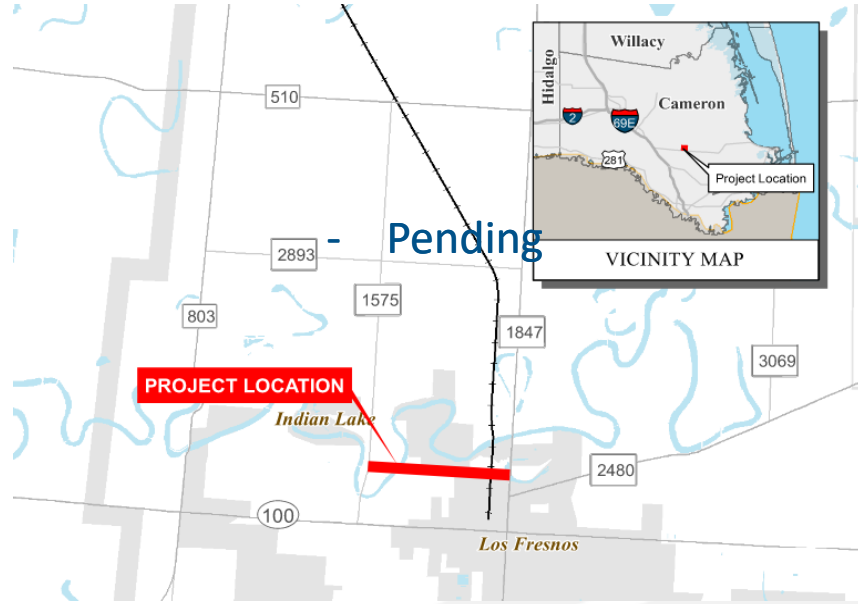 Willacy
Hidalgo
Cameron
2
69E
281
Project Location
VICINITY MAP
510
- Pending
2893
1575
803
1847
3069
PROJECT LOCATION
Indian Lake
2480
100
Los Fresnos